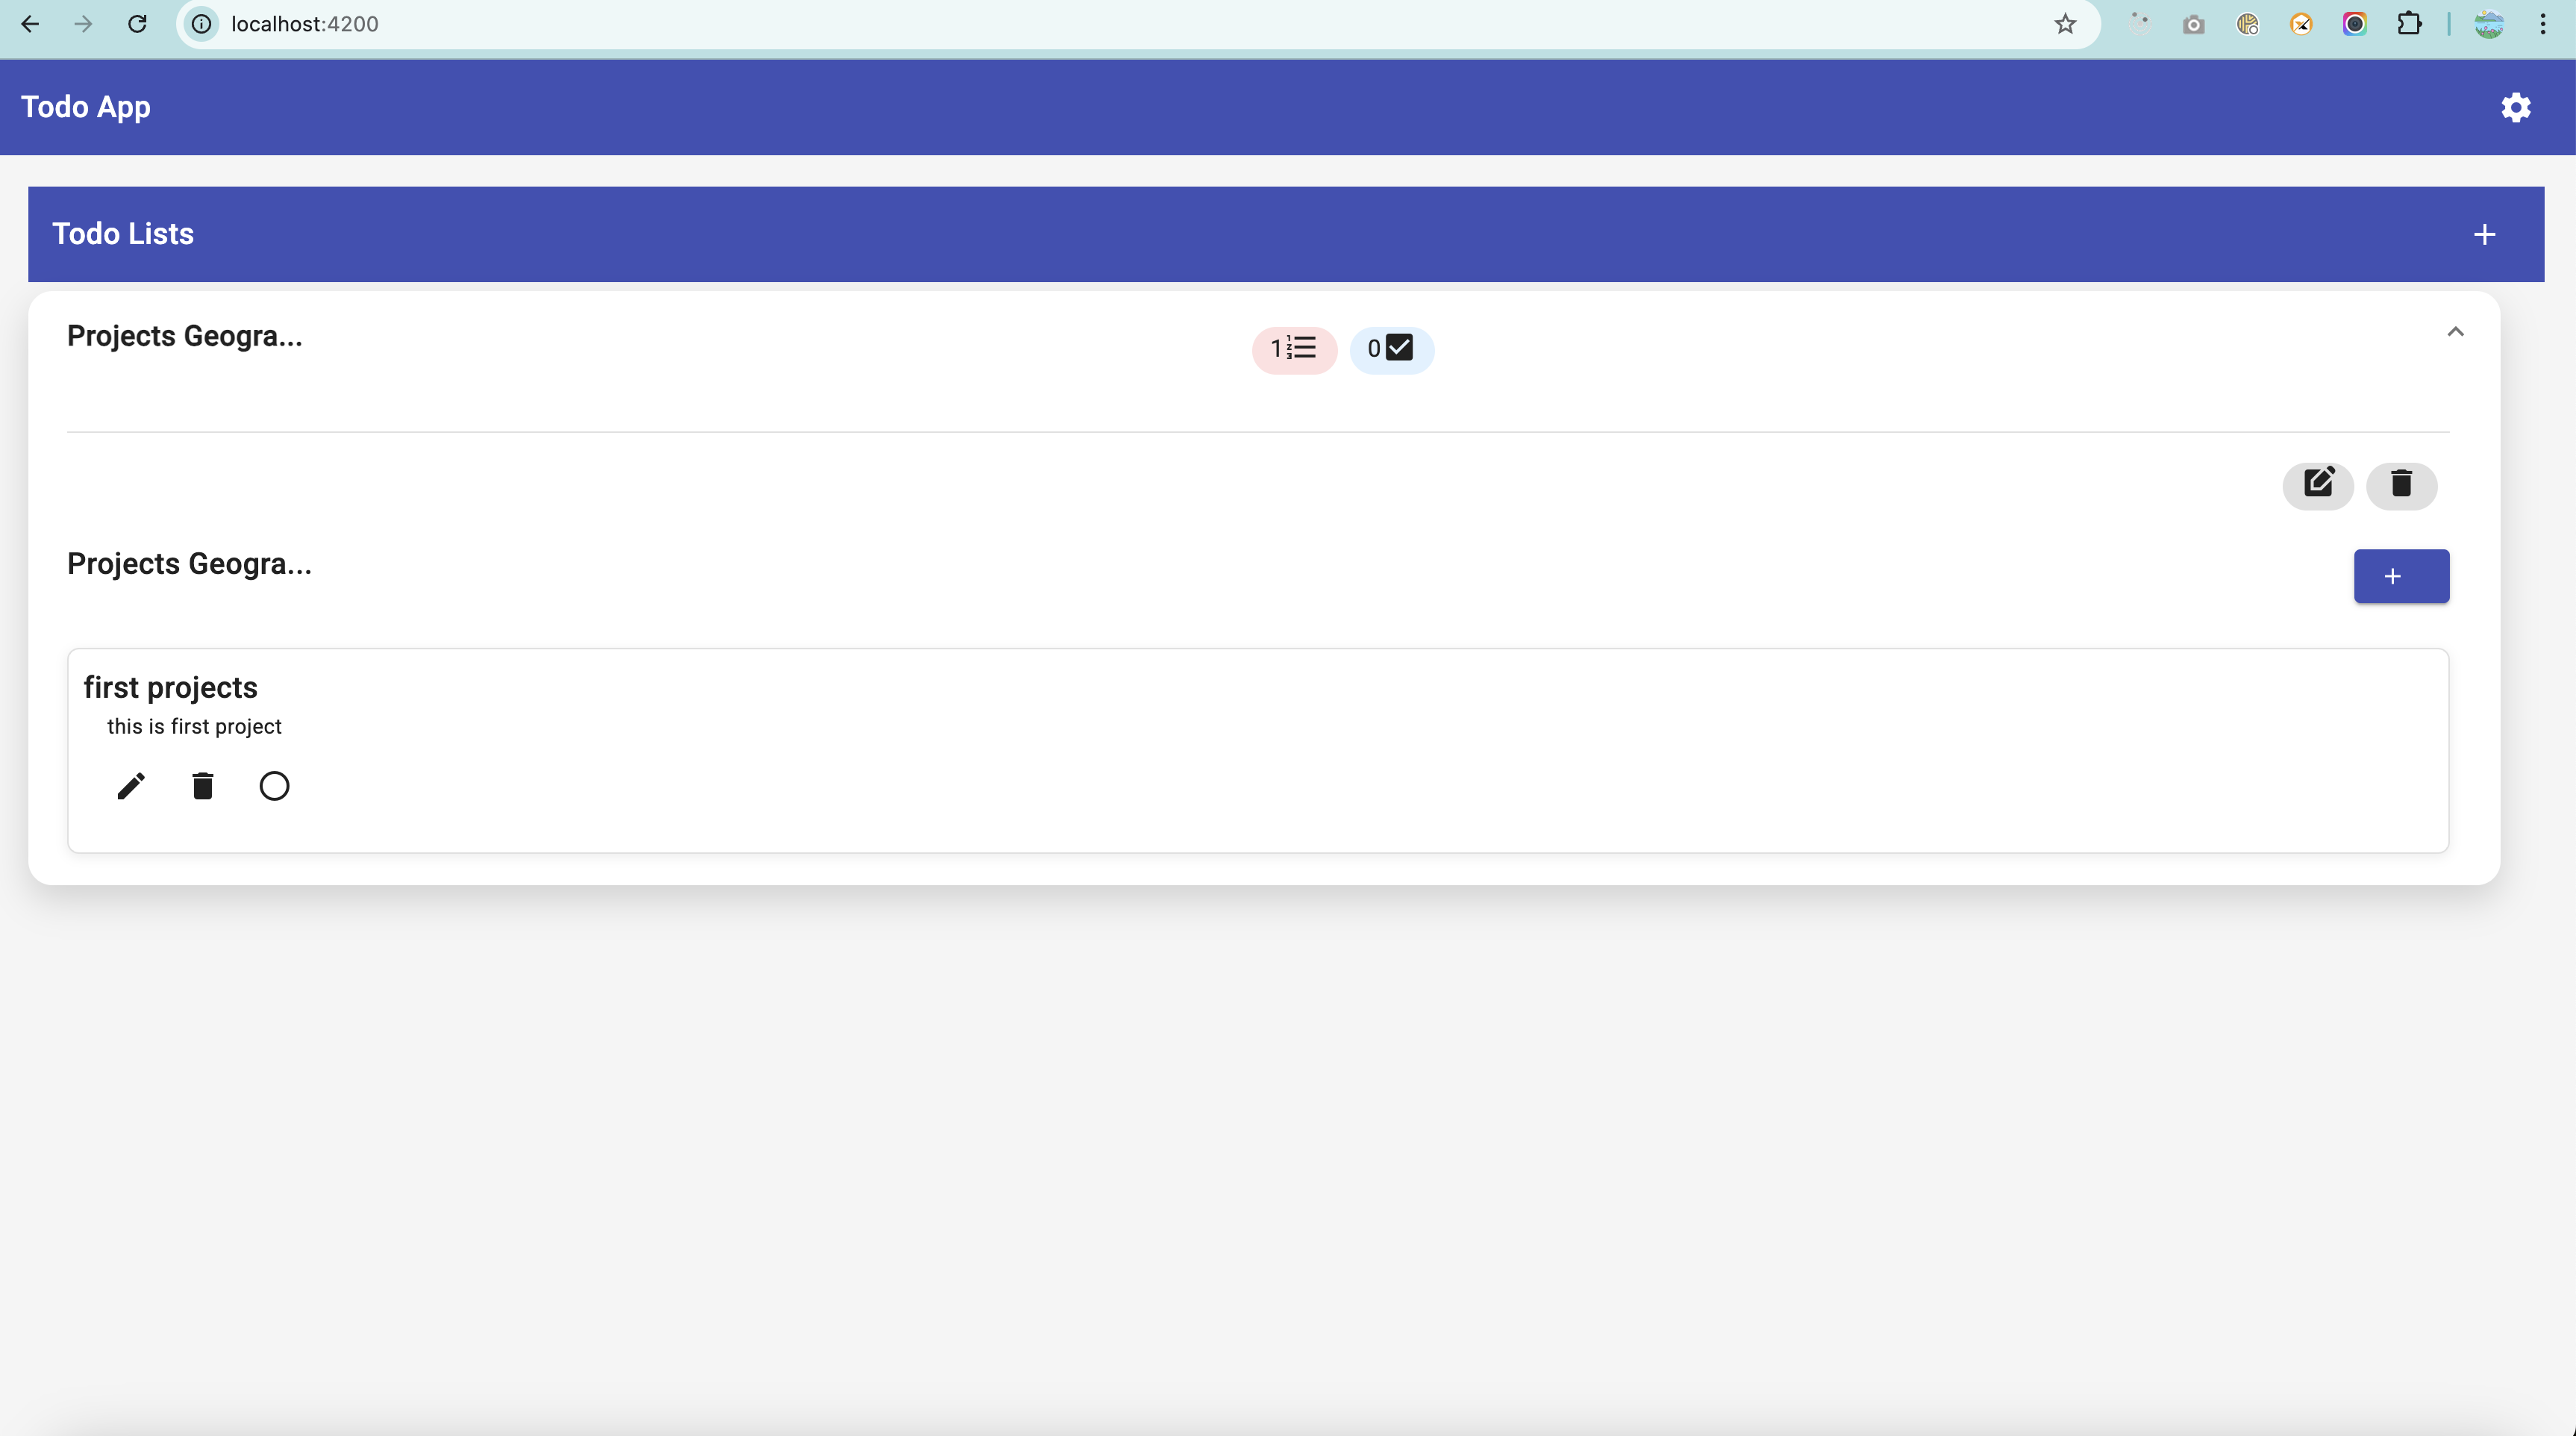 localhost:4200
Todo App
Todo Lists
Projects Geogra...
1
0
Projects Geogra...
first projects
this is first project